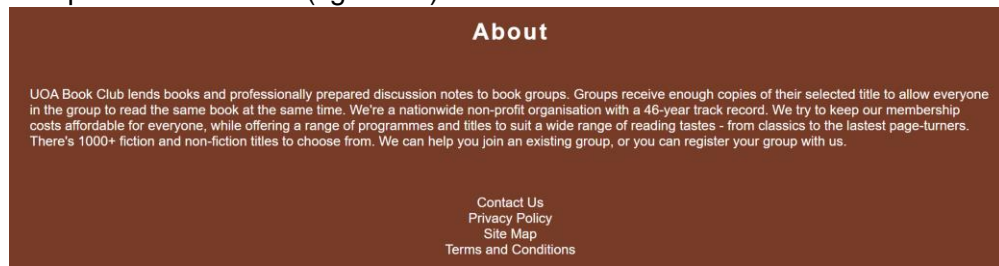 About
UOA Book Club lends books and professionally prepared discussion notes to book groups. Groups receive enough copies of their selected title to allow everyone
in the group to read the same book at the same time. We're a nationwide non-profit organisation with a 46-year track record. We try to keep our membership
costs affordable for everyone, while offering a range of programmes and titles to suit a wide range of reading tastes - from classics to the lastest page-turners.
There's 1000+ fiction and non-fiction titles to choose from. We can help you join an existing group, or you can register your group with us.
Contact Us
Privacy Policy
Site Map
Terms and Conditions